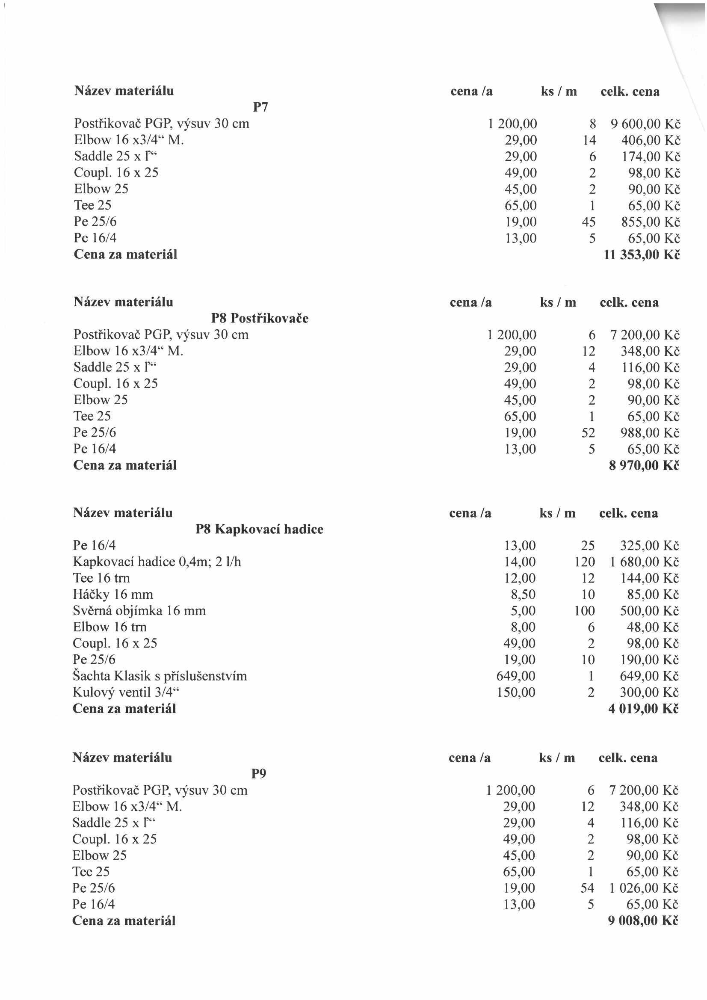 Název materiálu cena /a ks / m celk. cena
P7
Postřikovač PGP, výsuv 30 cm 1 200,00 8 9 600,00 Kč
Elbow 16 x3/4“ M. 29,00 14 406,00 Kč
Saddle 25 x ľ“ 29,00 6 174,00 Kč
Coupl. 16 x 25 49,00 2 98,00 Kč
Elbow 25 45,00 2 90,00 Kč
Tee 25 65,00 1 65,00 Kč
Pe 25/6 19,00 45 855,00 Kč
Pe 16/4 13,00 5 65,00 Kč
Cena za materiál 11 353,00 Kč
Název materiálu cena /a ks / m celk. cena
P8 Postřikovače
Postřikovač PGP, výsuv 30 cm 1 200,00 6 7 200,00 Kč
Elbow 16 x3/4“ M. 29,00 12 348,00 Kč
Saddle 25 x ľ“ 29,00 4 116,00 Kč
Coupl. 16 x 25 49,00 2 98,00 Kč
Elbow 25 45,00 2 90,00 Kč
Tee 25 65,00 1 65,00 Kč
Pe 25/6 19,00 52 988,00 Kč
Pe 16/4 13,00 5 65,00 Kč
Cena za materiál 8 970,00 Kč
Název materiálu cena /a ks / m celk. cena
P8 Kapkovací hadice
Pe 16/4 13,00 25 325,00 Kč
Kapkovací hadice 0,4m; 2 l/h 14,00 120 1 680,00 Kč
Tee 16 trn 12,00 12 144,00 Kč
Háčky 16 mm 8,50 10 85,00 Kč
Svěrná objímka 16 mm 5,00 100 500,00 Kč
Elbow 16 trn 8,00 6 48,00 Kč
Coupl. 16 x 25 49,00 2 98,00 Kč
Pe 25/6 19,00 10 190,00 Kč
Šachta Klasik s příslušenstvím 649,00 1 649,00 Kč
Kulový ventil 3/4“ 150,00 2 300,00 Kč
Cena za materiál 4 019,00 Kč
Název materiálu cena /a ks / m celk. cena
P9
Postřikovač PGP, výsuv 30 cm 1 200,00 6 7 200,00 Kč
Elbow 16 x3/4“ M. 29,00 12 348,00 Kč
Saddle 25 x ľ“ 29,00 4 116,00 Kč
Coupl. 16 x 25 49,00 2 98,00 Kč
Elbow 25 45,00 2 90,00 Kč
Tee 25 65,00 1 65,00 Kč
Pe 25/6 19,00 54 1 026,00 Kč
Pe 16/4 13,00 5 65,00 Kč
Cena za materiál 9 008,00 Kč